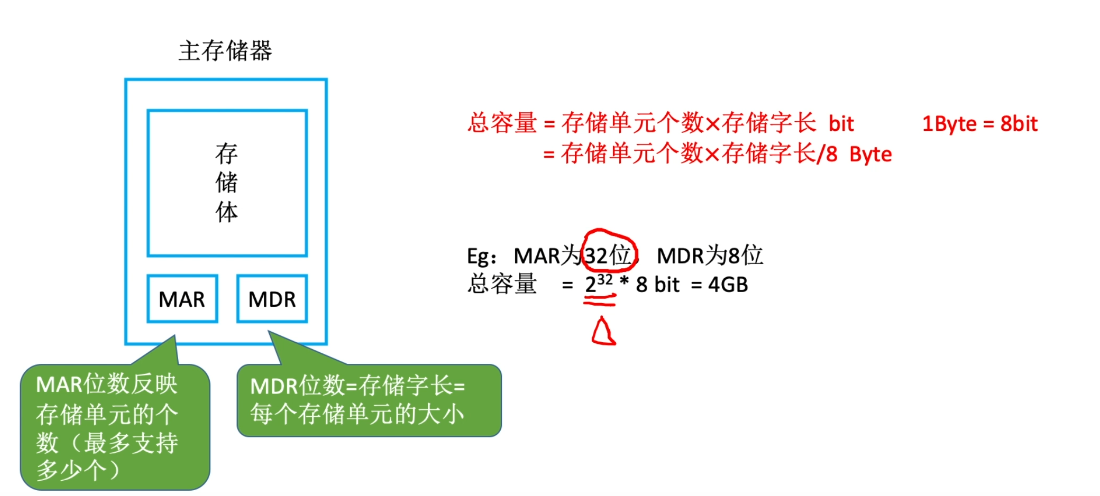 主存储器
存
储
体
MAR
MDR
MAR位数反映
存储单元的个
数（最多支持
多少个）
MDR位数=存储字长=
每个存储单元的大小
总容量 = 存储单元个数×存储字长 bit 1Byte = 8bit
= 存储单元个数×存储字长/8 Byte
Eg：MAR为32位，MDR为8位
总容量 = 2³² * 8 bit = 4GB